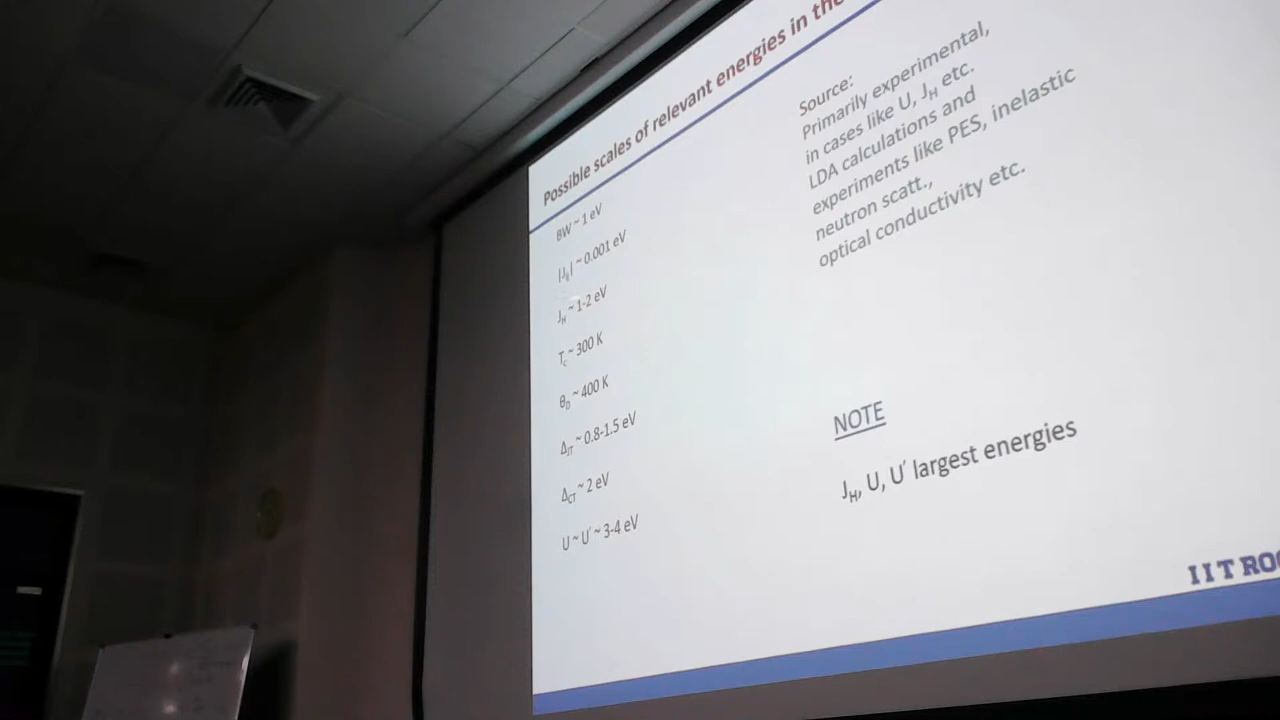 Possible scales of relevant energies in the
BW ~ 1 eV
|J∥| ~ 0.001 eV
J_H ~ 1-2 eV
T_c ~ 300 K
θ_D ~ 400 K
Δ_JT ~ 0.8-1.5 eV
Δ_CT ~ 2 eV
U ~ U' ~ 3-4 eV
Source:
Primarily experimental,
in cases like U, J_H etc.
LDA calculations and
experiments like PES, inelastic
neutron scatt.,
optical conductivity etc.
NOTE
J_H, U, U' largest energies
IIT